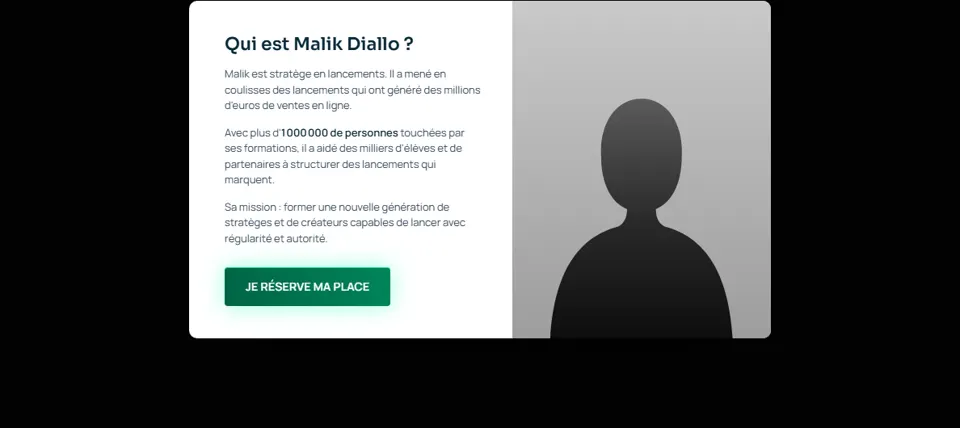 Qui est Malik Diallo ?
Malik est stratège en lancements. Il a mené en
coulisses des lancements qui ont généré des millions
d'euros de ventes en ligne.
Avec plus d'1 000 000 de personnes touchées par
ses formations, il a aidé des milliers d'élèves et de
partenaires à structurer des lancements qui
marquent.
Sa mission : former une nouvelle génération de
stratèges et de créateurs capables de lancer avec
régularité et autorité.
JE RÉSERVE MA PLACE